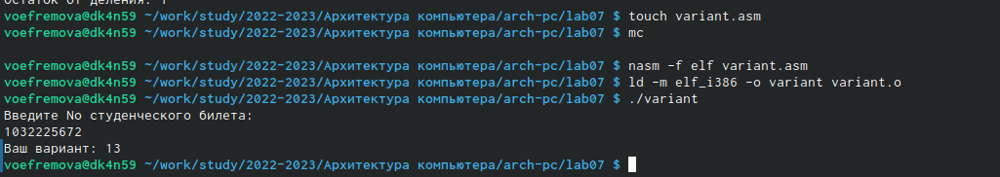 Остаток от деления: 1
voefremova@dk4n59 ~/work/study/2022-2023/Архитектура компьютера/arch-pc/lab07 $ touch variant.asm
voefremova@dk4n59 ~/work/study/2022-2023/Архитектура компьютера/arch-pc/lab07 $ mc
voefremova@dk4n59 ~/work/study/2022-2023/Архитектура компьютера/arch-pc/lab07 $ nasm -f elf variant.asm
voefremova@dk4n59 ~/work/study/2022-2023/Архитектура компьютера/arch-pc/lab07 $ ld -m elf_i386 -o variant variant.o
voefremova@dk4n59 ~/work/study/2022-2023/Архитектура компьютера/arch-pc/lab07 $ ./variant
Введите No студенческого билета:
1032225672
Ваш вариант: 13
voefremova@dk4n59 ~/work/study/2022-2023/Архитектура компьютера/arch-pc/lab07 $